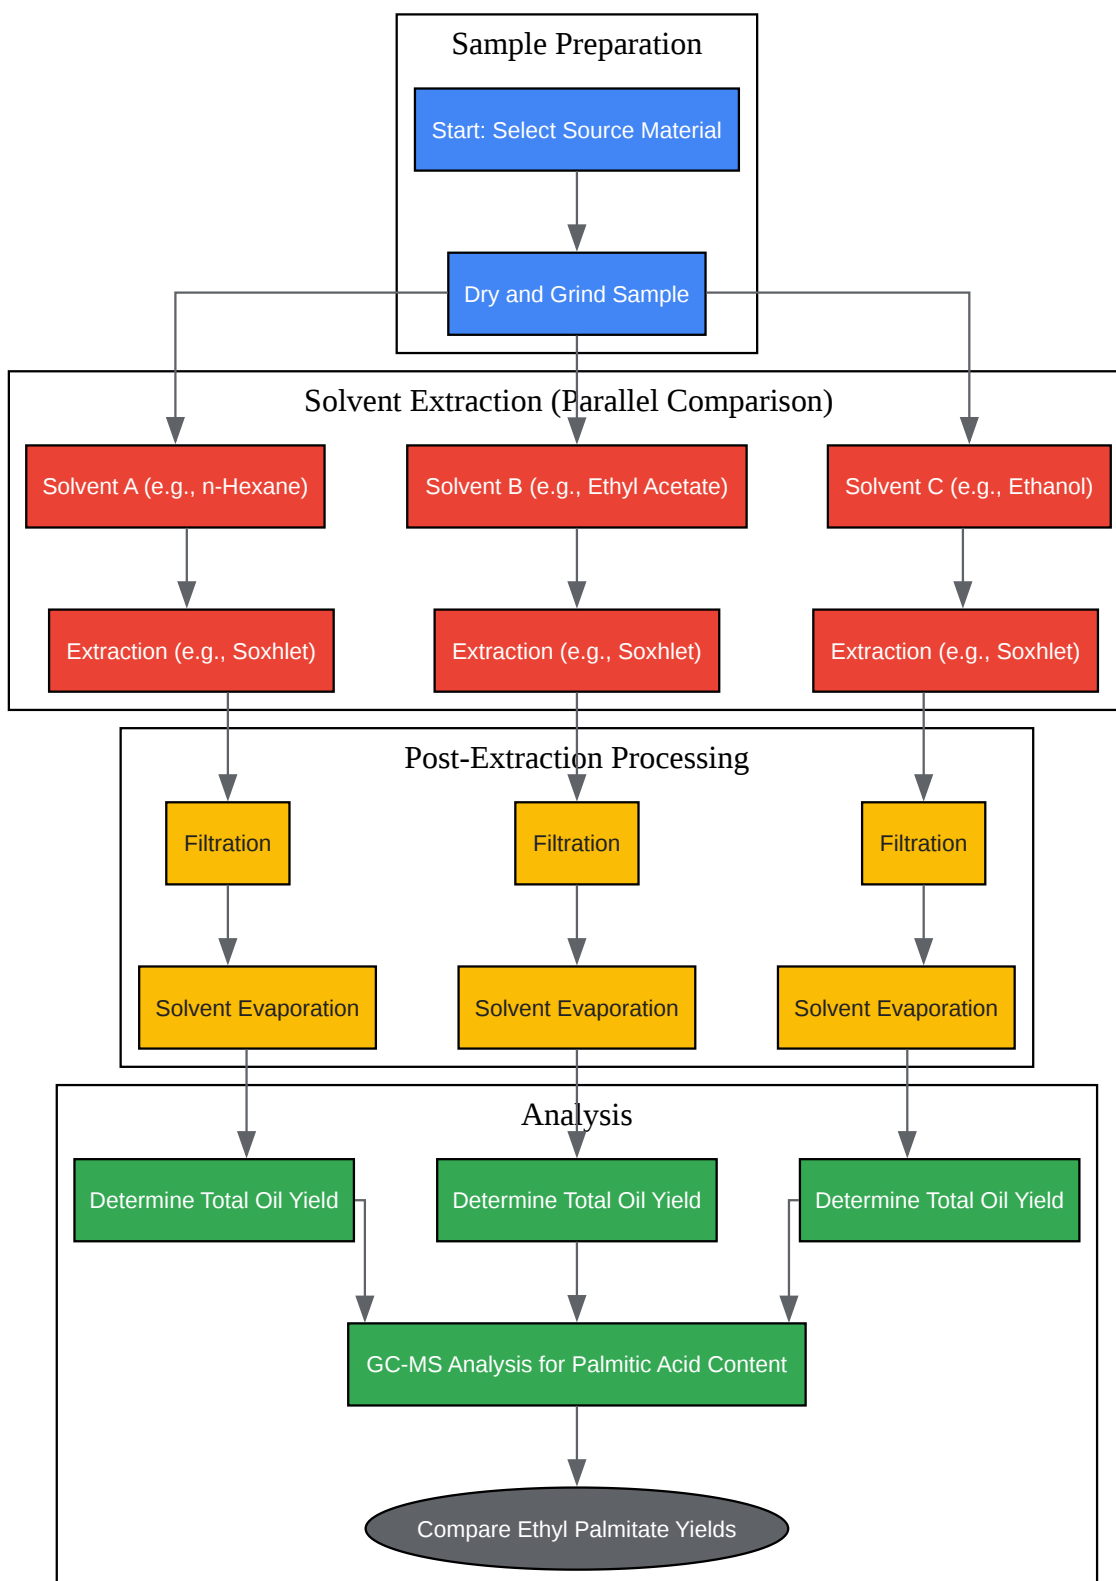 Sample Preparation
Start: Select Source Material
Dry and Grind Sample
Solvent Extraction (Parallel Comparison)
Solvent A (e.g., n-Hexane)
Solvent B (e.g., Ethyl Acetate)
Solvent C (e.g., Ethanol)
Extraction (e.g., Soxhlet)
Extraction (e.g., Soxhlet)
Extraction (e.g., Soxhlet)
Post-Extraction Processing
Filtration
Filtration
Filtration
Solvent Evaporation
Solvent Evaporation
Solvent Evaporation
Analysis
Determine Total Oil Yield
Determine Total Oil Yield
Determine Total Oil Yield
GC-MS Analysis for Palmitic Acid Content
Compare Ethyl Palmitate Yields